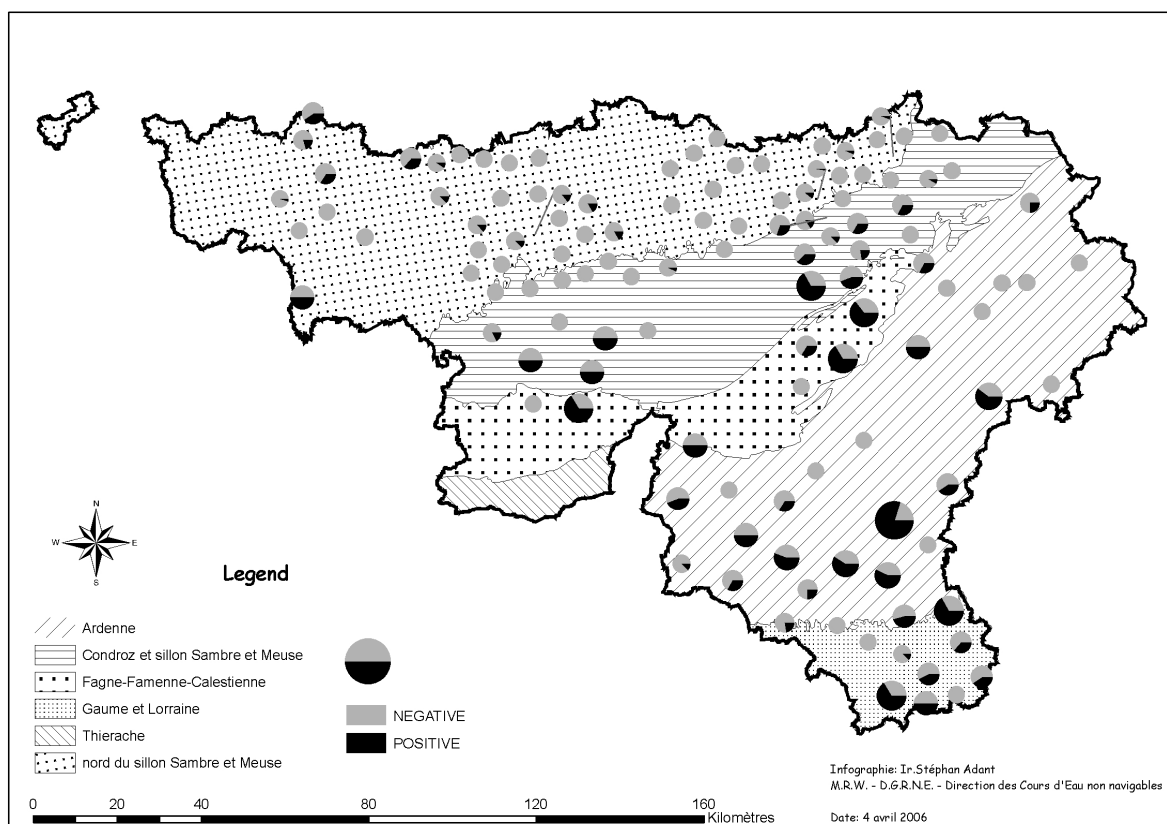 N
W
E
S
Legend
Ardenne
Condroz et sillon Sambre et Meuse
Fagne-Famenne-Calestienne
Gaume et Lorraine
Thierache
nord du sillon Sambre et Meuse
NEGATIVE
POSITIVE
Infographie: Ir.Stéphan Adant
M.R.W. - D.G.R.N.E. - Direction des Cours d'Eau non navigables
Date: 4 avril 2006
0 20 40 80 120 160
Kilomètres